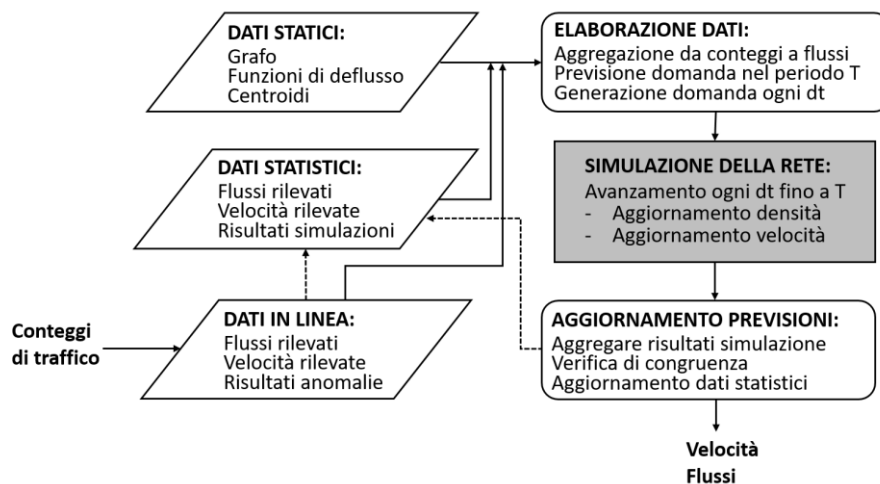 DATI STATICI:
Grafo
Funzioni di deflusso
Centroidi
ELABORAZIONE DATI:
Aggregazione da conteggi a flussi
Previsione domanda nel periodo T
Generazione domanda ogni dt
DATI STATISTICI:
Flussi rilevati
Velocità rilevate
Risultati simulazioni
SIMULAZIONE DELLA RETE:
Avanzamento ogni dt fino a T
- Aggiornamento densità
- Aggiornamento velocità
Conteggi
di traffico
DATI IN LINEA:
Flussi rilevati
Velocità rilevate
Risultati anomalie
AGGIORNAMENTO PREVISIONI:
Aggregare risultati simulazione
Verifica di congruenza
Aggiornamento dati statistici
Velocità
Flussi